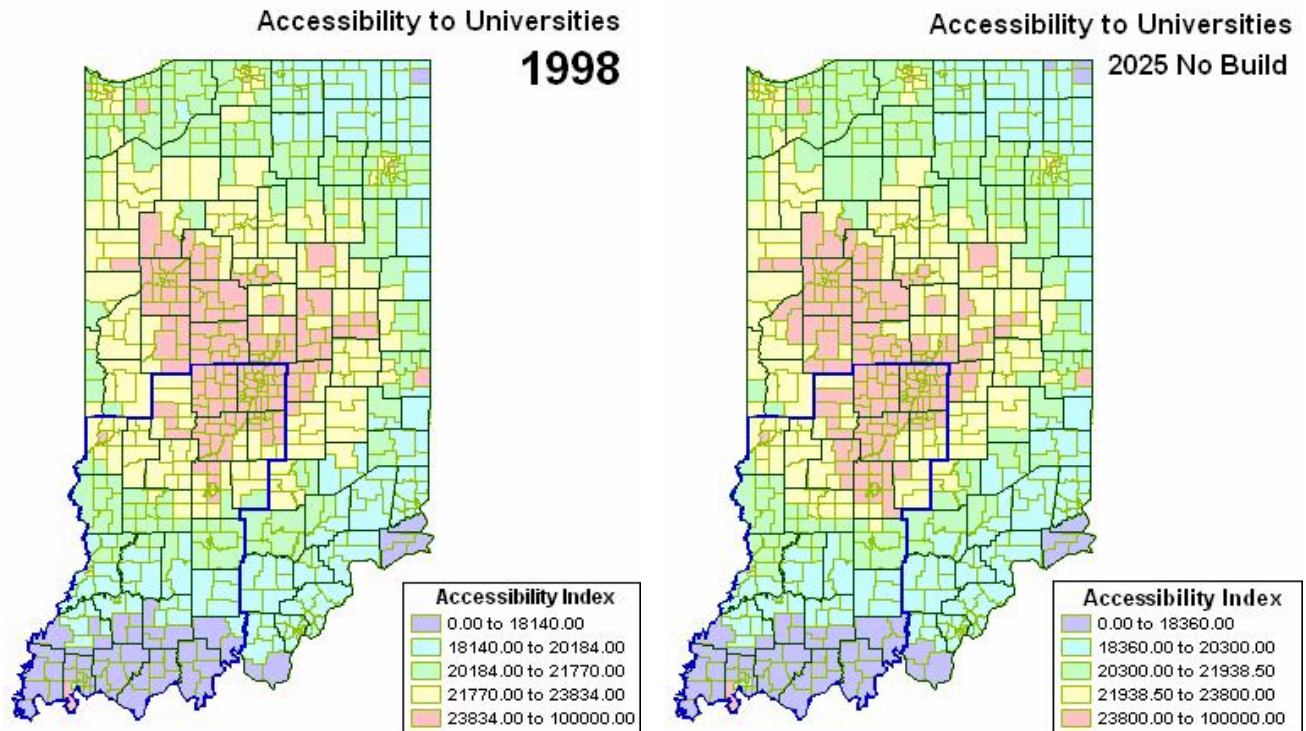 Accessibility to Universities
1998
Accessibility Index
0.00 to 18140.00
18140.00 to 20184.00
20184.00 to 21770.00
21770.00 to 23834.00
23834.00 to 100000.00
Accessibility to Universities
2025 No Build
Accessibility Index
0.00 to 18360.00
18360.00 to 20300.00
20300.00 to 21938.50
21938.50 to 23800.00
23800.00 to 100000.00